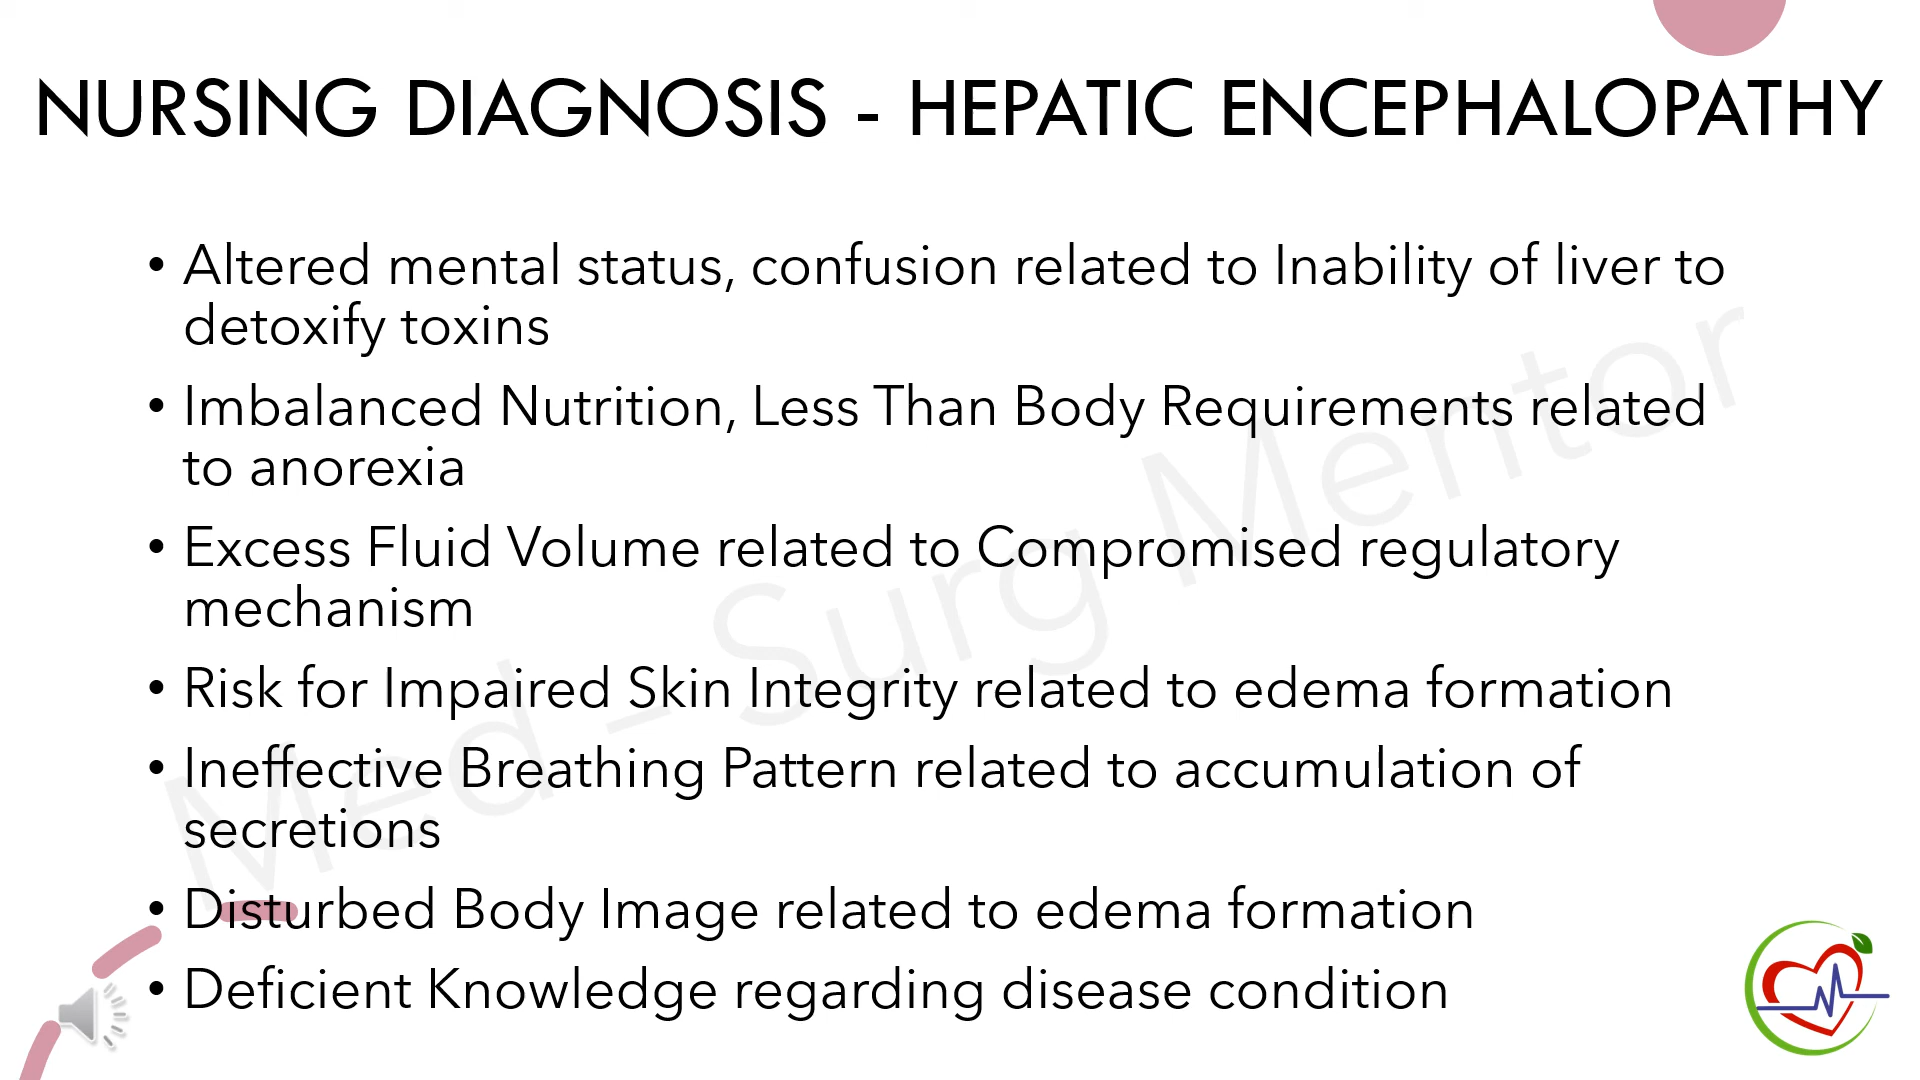 NURSING DIAGNOSIS - HEPATIC ENCEPHALOPATHY
• Altered mental status, confusion related to Inability of liver to
detoxify toxins
• Imbalanced Nutrition, Less Than Body Requirements related
to anorexia
• Excess Fluid Volume related to Compromised regulatory
mechanism
• Risk for Impaired Skin Integrity related to edema formation
• Ineffective Breathing Pattern related to accumulation of
secretions
• Disturbed Body Image related to edema formation
• Deficient Knowledge regarding disease condition
Med – Surg Mentor